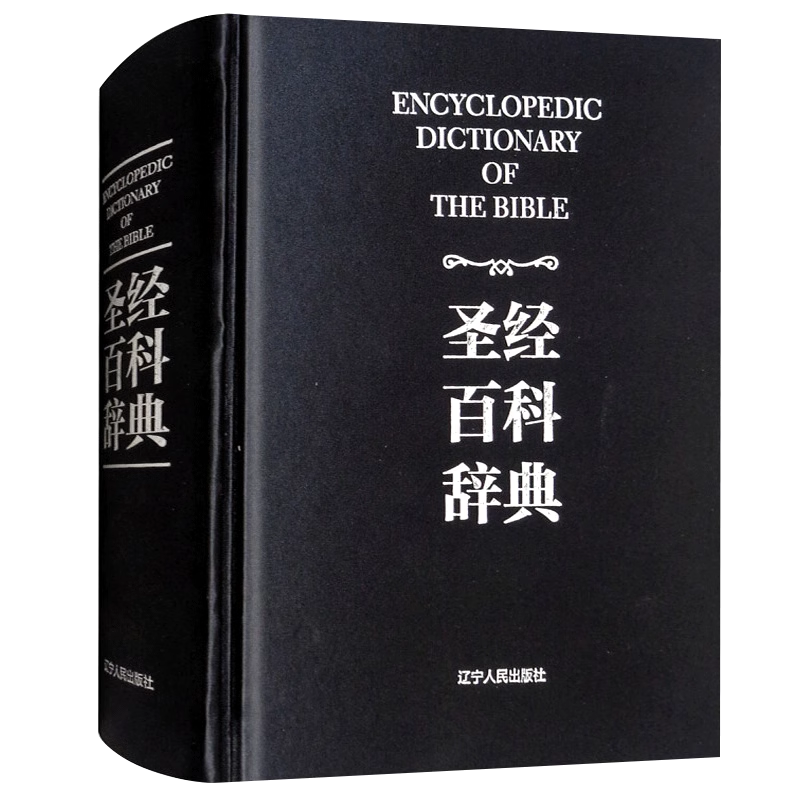 ENCYCLOPEDIC
DICTIONARY
OF
THE BIBLE
圣经
百科
辞典
辽宁人民出版社
ENCYCLOPEDIC
DICTIONARY
OF
THE BIBLE
圣经
百科
辞典
辽宁人民出版社